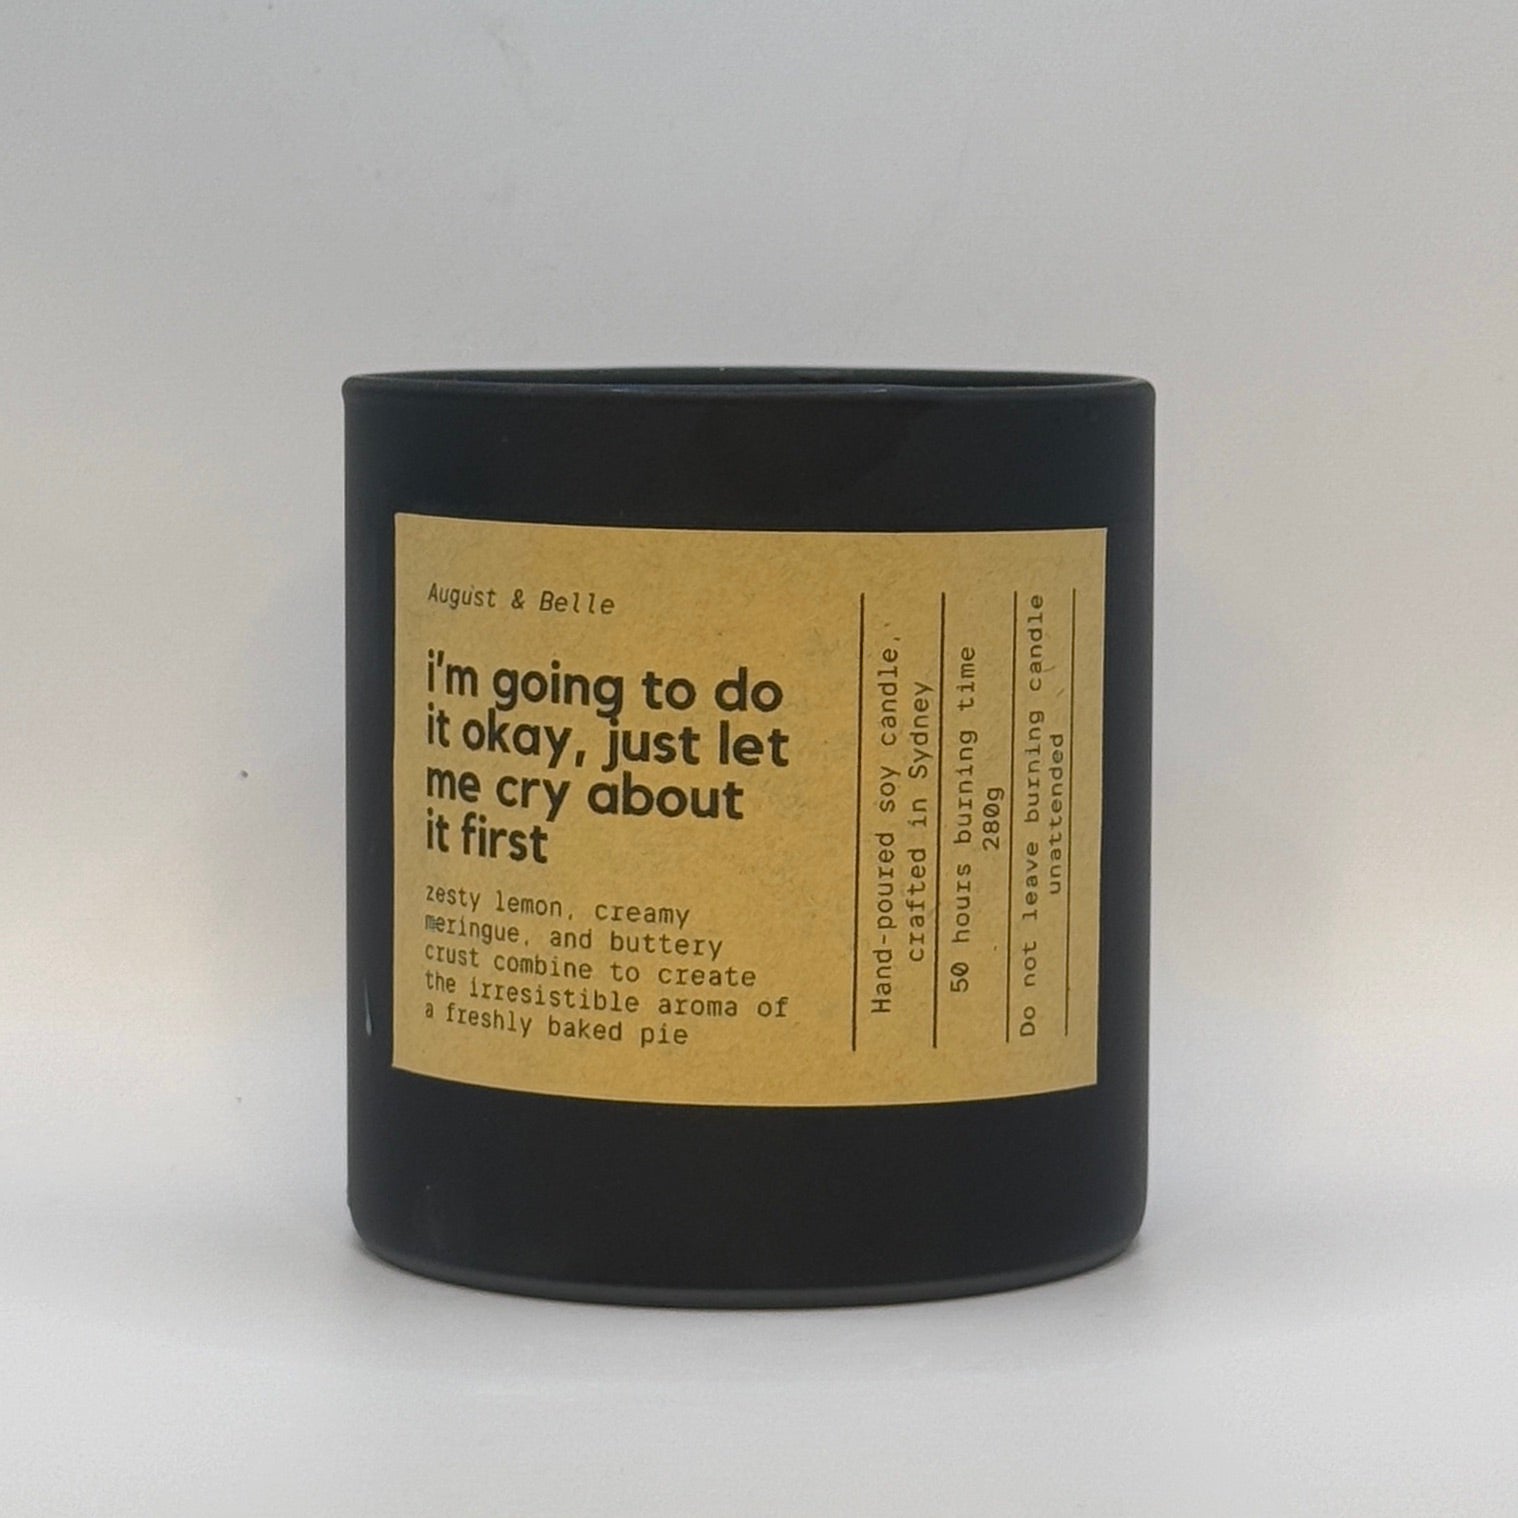 August & Belle
i'm going to do
it okay, just let
me cry about
it first
zesty lemon, creamy
meringue, and buttery
crust combine to create
the irresistible aroma of
a freshly baked pie
Hand-poured soy candle,
crafted in Sydney
50 hours burning time
280g
Do not leave burning candle
unattended